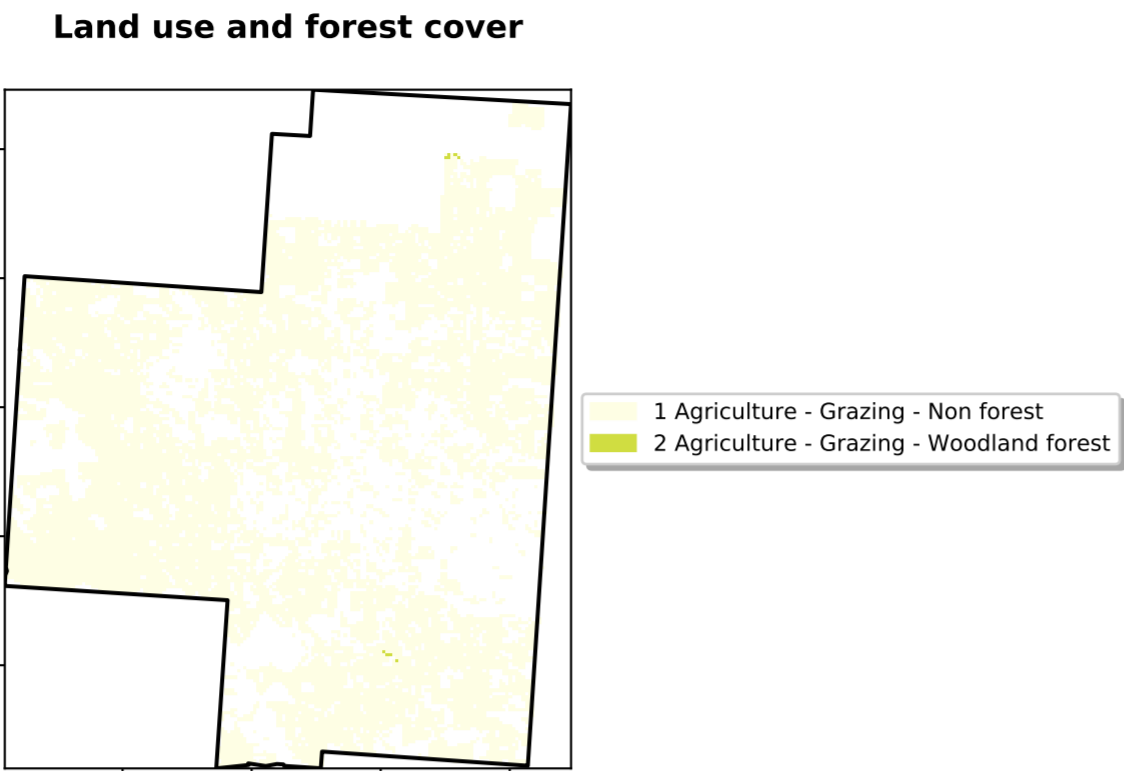 Land use and forest cover
1 Agriculture - Grazing - Non forest
2 Agriculture - Grazing - Woodland forest